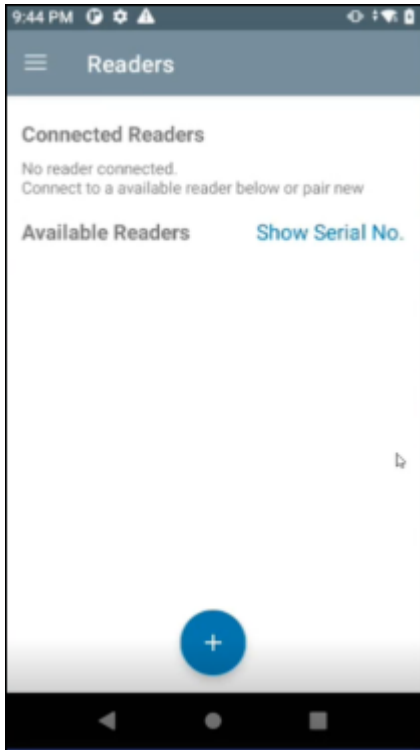 9:44 PM
Readers
Connected Readers
No reader connected.
Connect to a available reader below or pair new
Available Readers
Show Serial No.
+